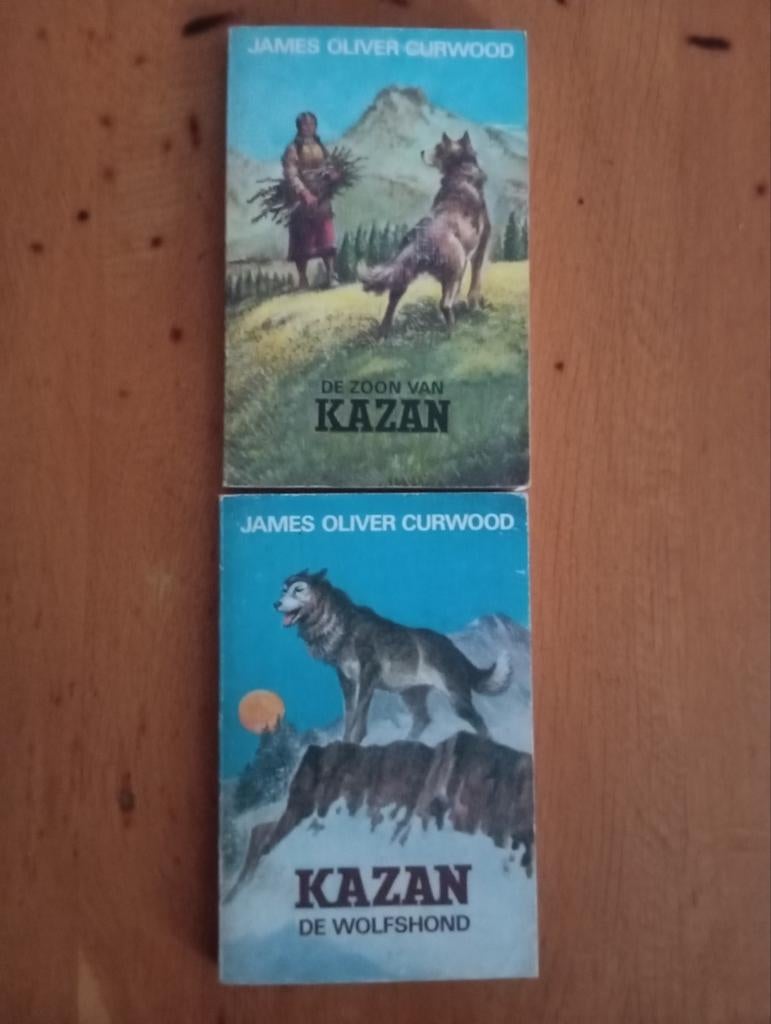 JAMES OLIVER CURWOOD
DE ZOON VAN
KAZAN
JAMES OLIVER CURWOOD
KAZAN
DE WOLFSHOND